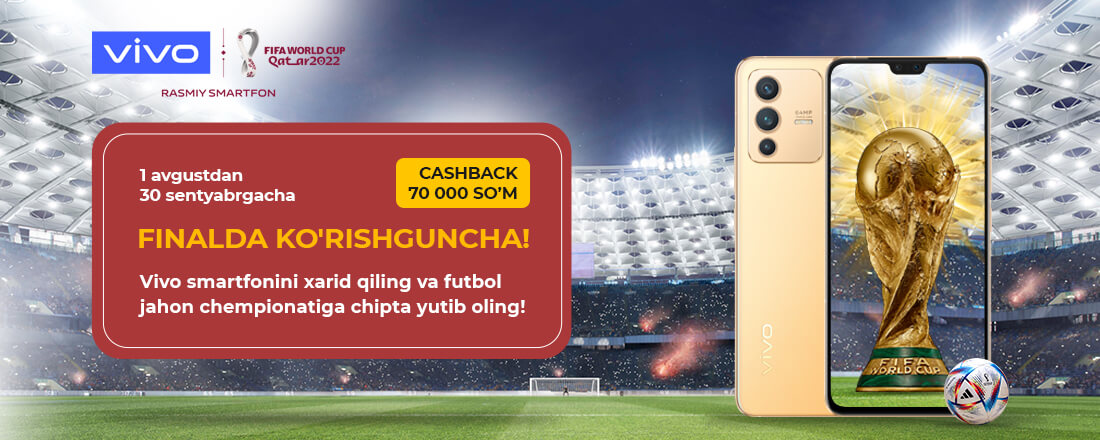 vivo
FIFA WORLD CUP
Qatar2022
RASMIY SMARTFON
1 avgustdan
30 sentyabrgacha
CASHBACK
70 000 SO’M
FINALDA KO'RISHGUNCHA!
Vivo smartfonini xarid qiling va futbol
jahon chempionatiga chipta yutib oling!
vivo
FIFA
WORLD CUP